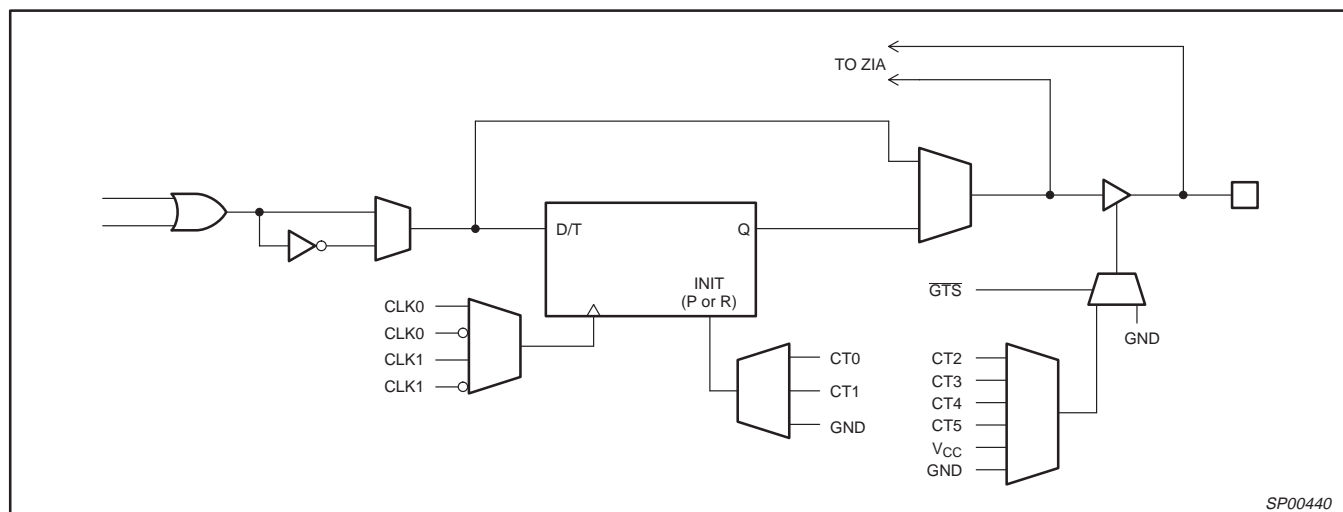 TO ZIA
D/T
Q
INIT
(P or R)
CLK0
CLK0
CLK1
CLK1
CT0
CT1
GND
G̅T̅S̅
GND
CT2
CT3
CT4
CT5
VCC
GND
SP00440